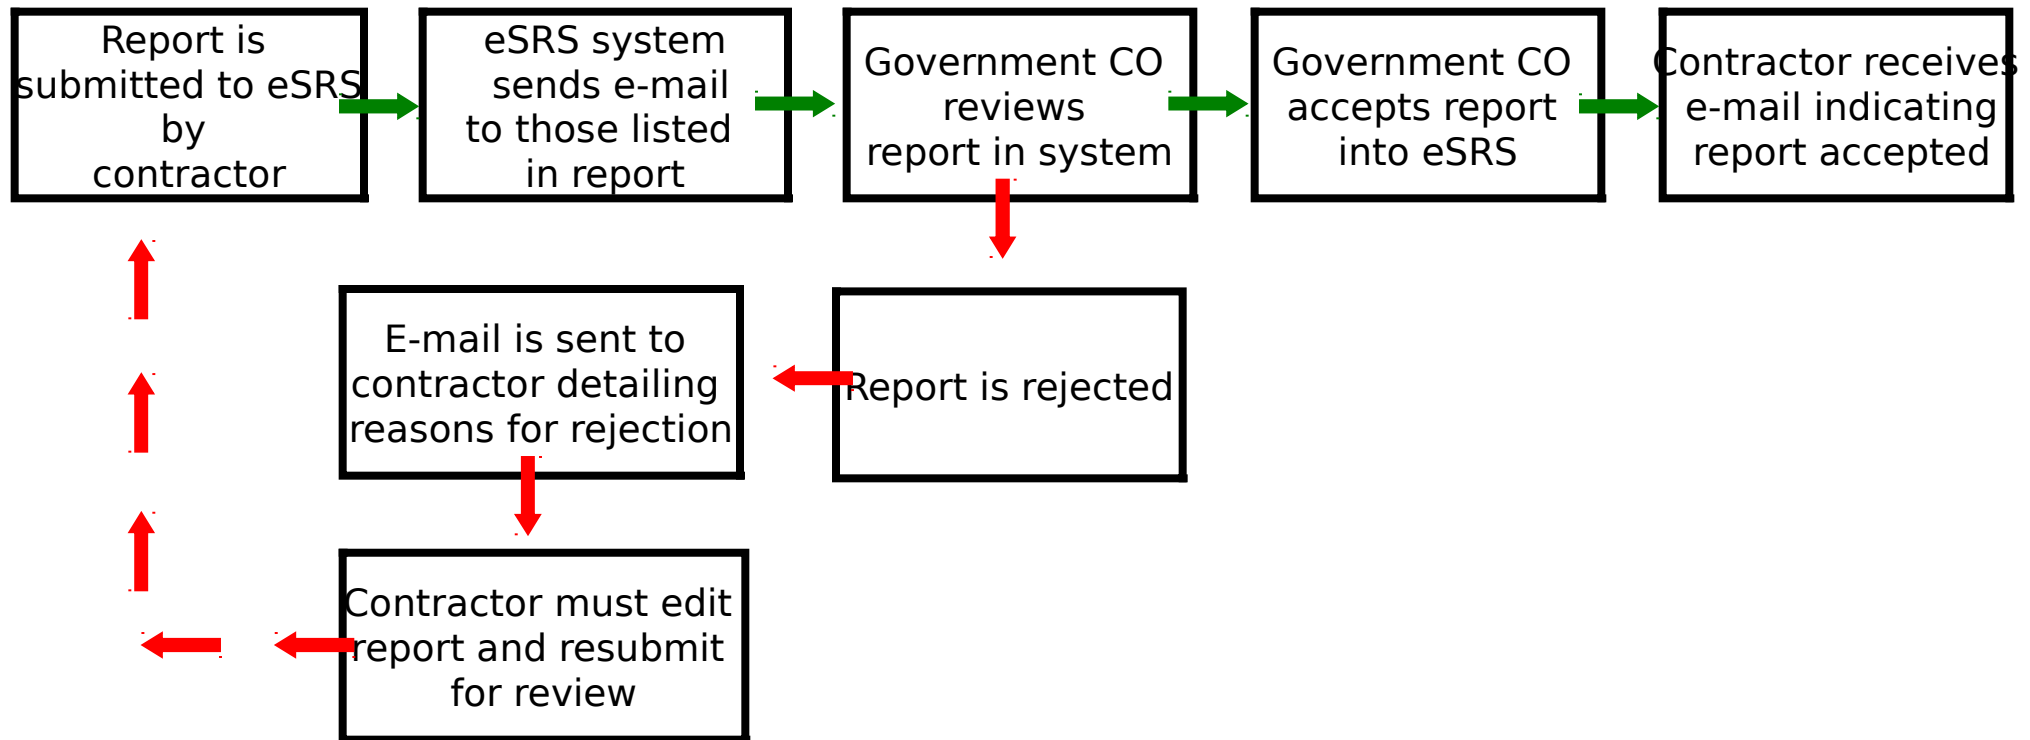 Report is
submitted to eSRS
by
contractor
eSRS system
sends e-mail
to those listed
in report
Government CO
reviews
report in system
Government CO
accepts report
into eSRS
Contractor receives
e-mail indicating
report accepted
E-mail is sent to
contractor detailing
reasons for rejection
Report is rejected
Contractor must edit
report and resubmit
for review